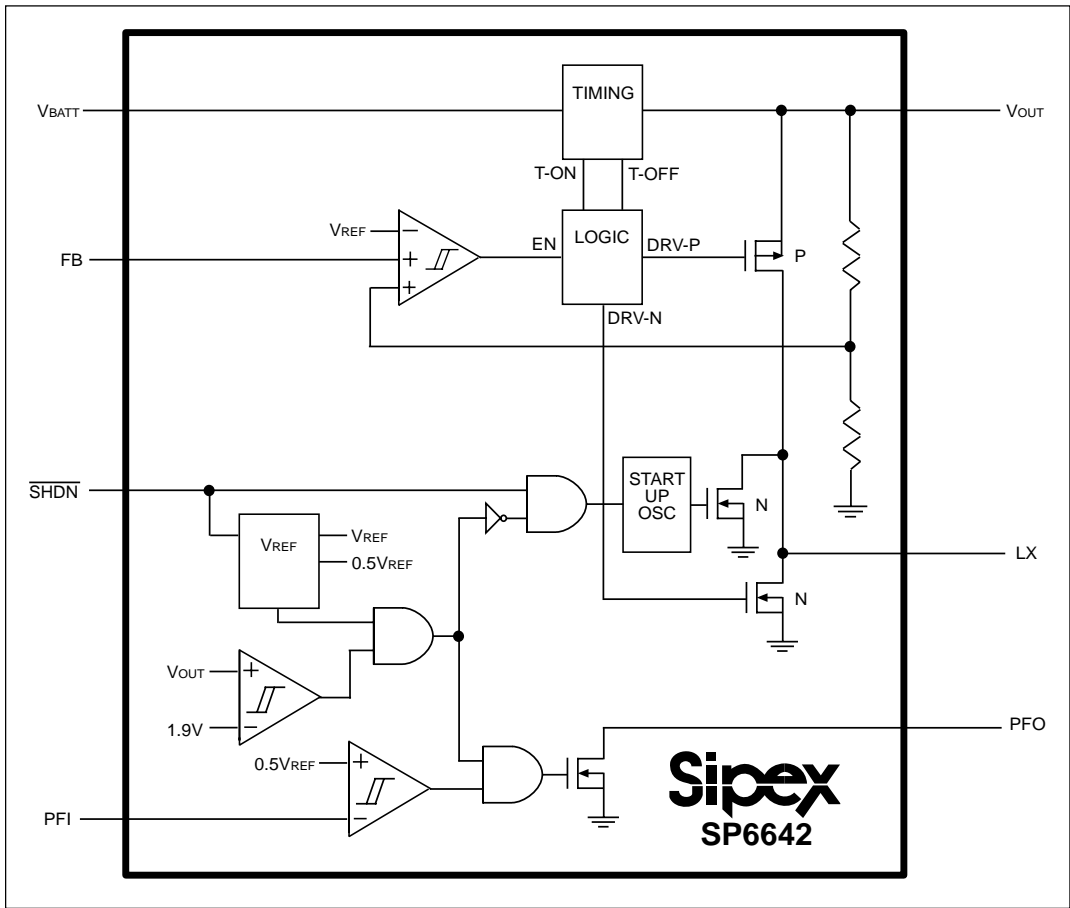 TIMING
VBATT
VOUT
T-ON T-OFF
VREF
−
EN
LOGIC
DRV-P
FB
+
P
+
DRV-N
SHDN
START
UP
OSC
N
VREF
VREF
0.5VREF
LX
N
VOUT
+
1.9V
−
PFO
0.5VREF
+
PFI
−
Sipex
SP6642